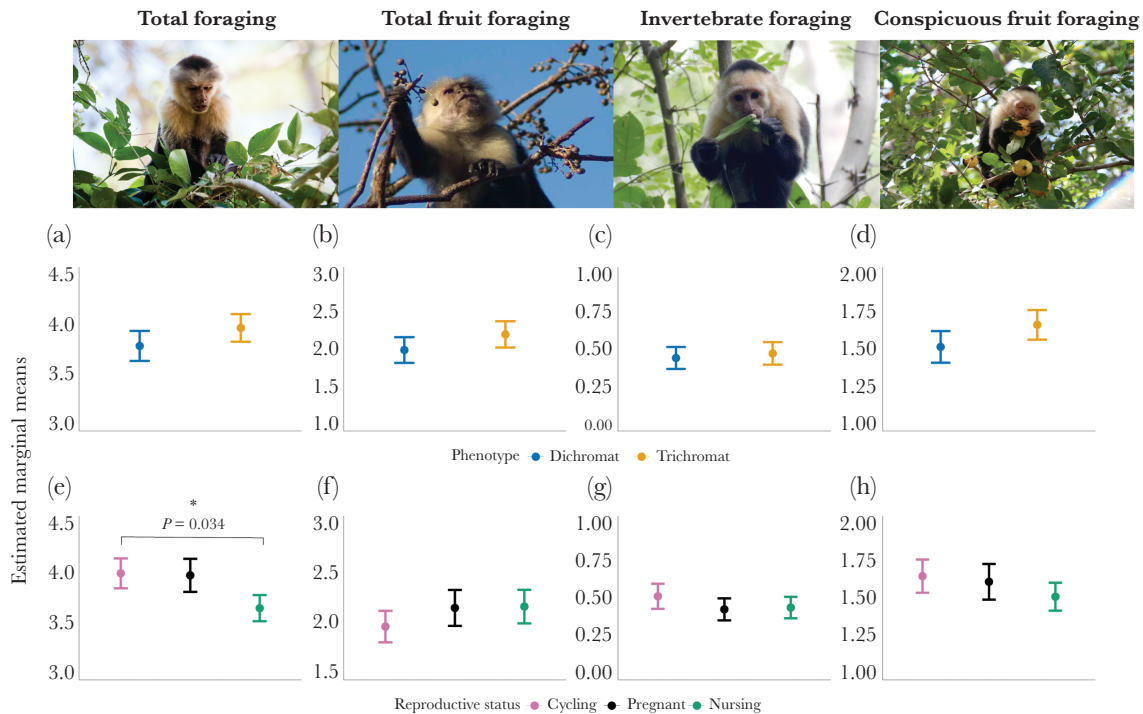 Total foraging
Total fruit foraging
Invertebrate foraging
Conspicuous fruit foraging
Estimated marginal means
(a)
4.5
4.0
3.5
3.0
(b)
3.0
2.5
2.0
1.5
1.0
(c)
1.00
0.75
0.50
0.25
0.00
(d)
2.00
1.75
1.50
1.25
1.00
Phenotype Dichromat Trichromat
(e)
4.5
4.0
3.5
3.0
*
P = 0.034
(f)
3.0
2.5
2.0
1.5
(g)
1.00
0.75
0.50
0.25
0.00
(h)
2.00
1.75
1.50
1.25
1.00
Reproductive status Cycling Pregnant Nursing